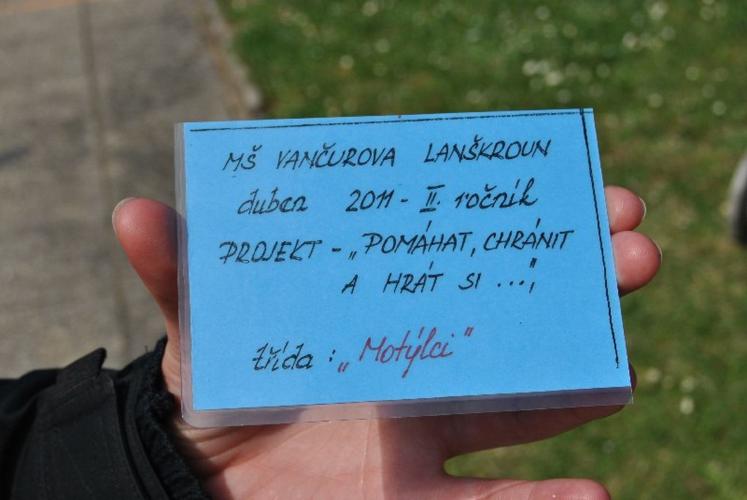 MŠ VANČUROVA LANŠKROUN
duben 2011 - II. ročník
PROJEKT - „POMÁHAT, CHRÁNIT
A HRÁT SI ..."
třída : „Motýlci"